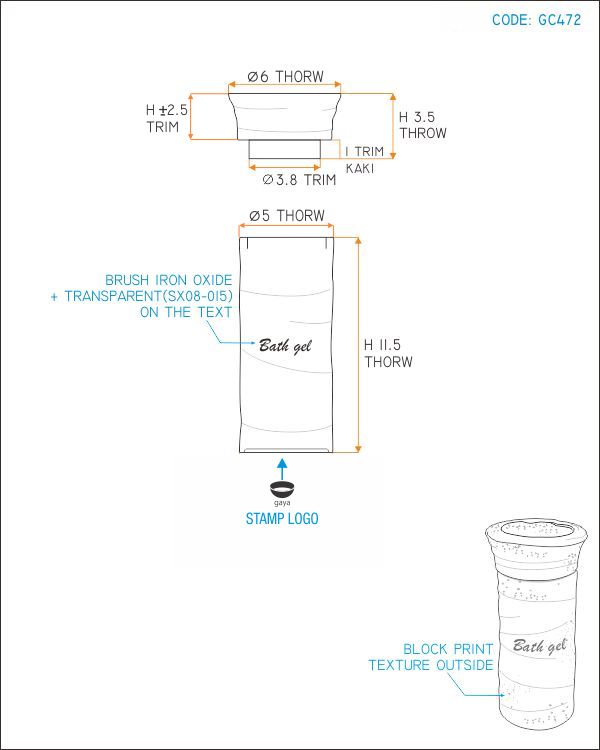 CODE: GC472
Ø6 THORW
H ±2.5
TRIM
H 3.5
THROW
1 TRIM
KAKI
Ø3.8 TRIM
Ø5 THORW
BRUSH IRON OXIDE
+ TRANSPARENT(SX08-015)
ON THE TEXT
Bath gel
H 11.5
THORW
gaya
STAMP LOGO
Bath gel
BLOCK PRINT
TEXTURE OUTSIDE